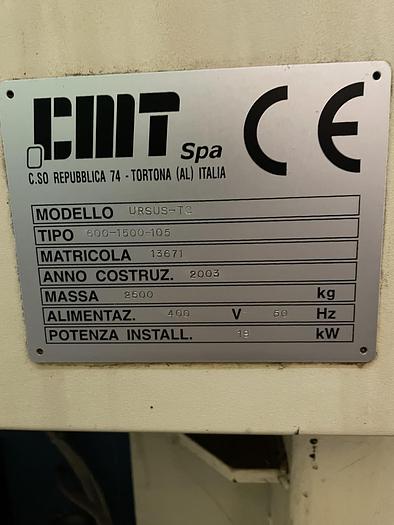 CMT Spa CE
C.SO REPUBBLICA 74 - TORTONA (AL) ITALIA
MODELLO URSUS-T2
TIPO 600-1500-105
MATRICOLA 13671
ANNO COSTRUZ. 2003
MASSA 2500 kg
ALIMENTAZ. 400 V 50 Hz
POTENZA INSTALL. kW